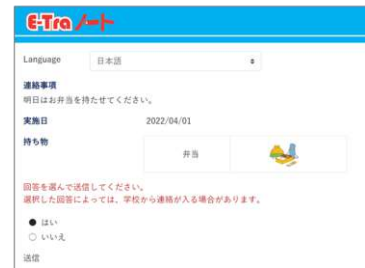 E-Tra ノート
Language 日本語
連絡事項
明日はお弁当を持たせてください。
実施日 2022/04/01
持ち物 弁当
回答を選んで送信してください。
選択した回答によっては、学校から連絡が入る場合があります。
はい
いいえ
送信